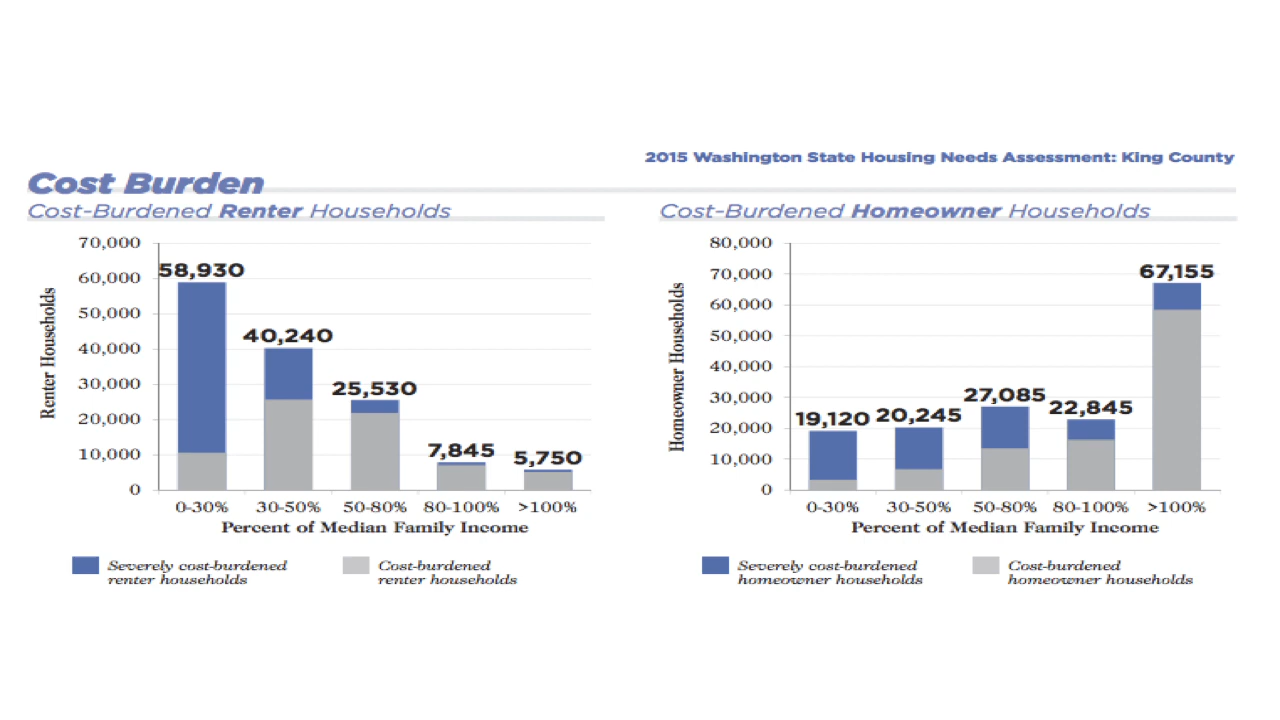 2015 Washington State Housing Needs Assessment: King County
Cost Burden
Cost-Burdened Renter Households
70,000
60,000
50,000
40,000
30,000
20,000
10,000
0
Renter Households
58,930
40,240
25,530
7,845
5,750
0-30% 30-50% 50-80% 80-100% >100%
Percent of Median Family Income
Severely cost-burdened
renter households
Cost-burdened
renter households
Cost-Burdened Homeowner Households
80,000
70,000
60,000
50,000
40,000
30,000
20,000
10,000
0
Homeowner Households
19,120
20,245
27,085
22,845
67,155
0-30% 30-50% 50-80% 80-100% >100%
Percent of Median Family Income
Severely cost-burdened
homeowner households
Cost-burdened
homeowner households